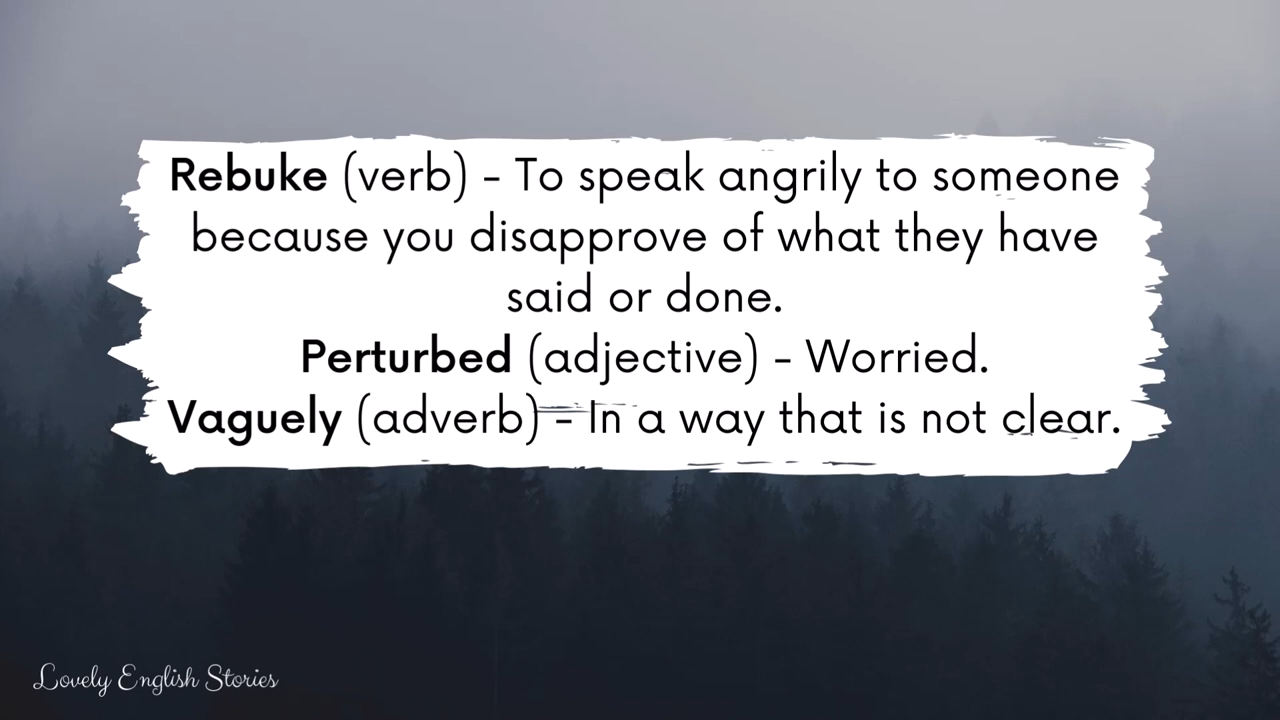 Rebuke (verb) - To speak angrily to someone
because you disapprove of what they have
said or done.
Perturbed (adjective) - Worried.
Vaguely (adverb) - In a way that is not clear.
Lovely English Stories